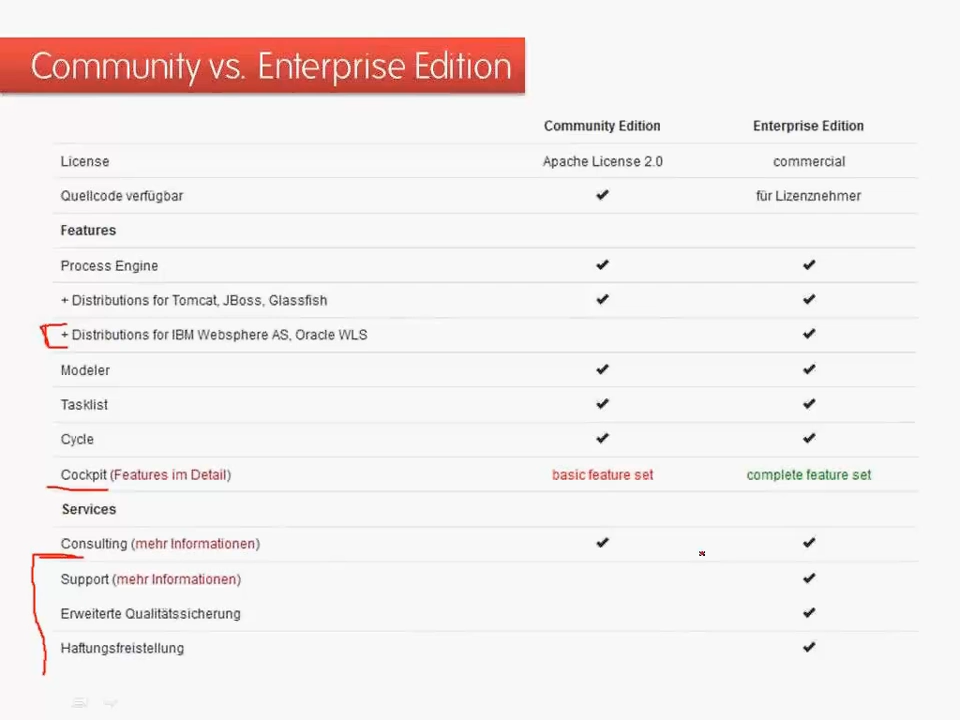 Community vs. Enterprise Edition
Community Edition Enterprise Edition
License Apache License 2.0 commercial
Quellcode verfügbar ✔ für Lizenznehmer
Features
Process Engine ✔ ✔
+ Distributions for Tomcat, JBoss, Glassfish ✔ ✔
+ Distributions for IBM Websphere AS, Oracle WLS ✔
Modeler ✔ ✔
Tasklist ✔ ✔
Cycle ✔ ✔
Cockpit (Features im Detail) basic feature set complete feature set
Services
Consulting (mehr Informationen) ✔ ✔
Support (mehr Informationen) ✔
Erweiterte Qualitätssicherung ✔
Haftungsfreistellung ✔